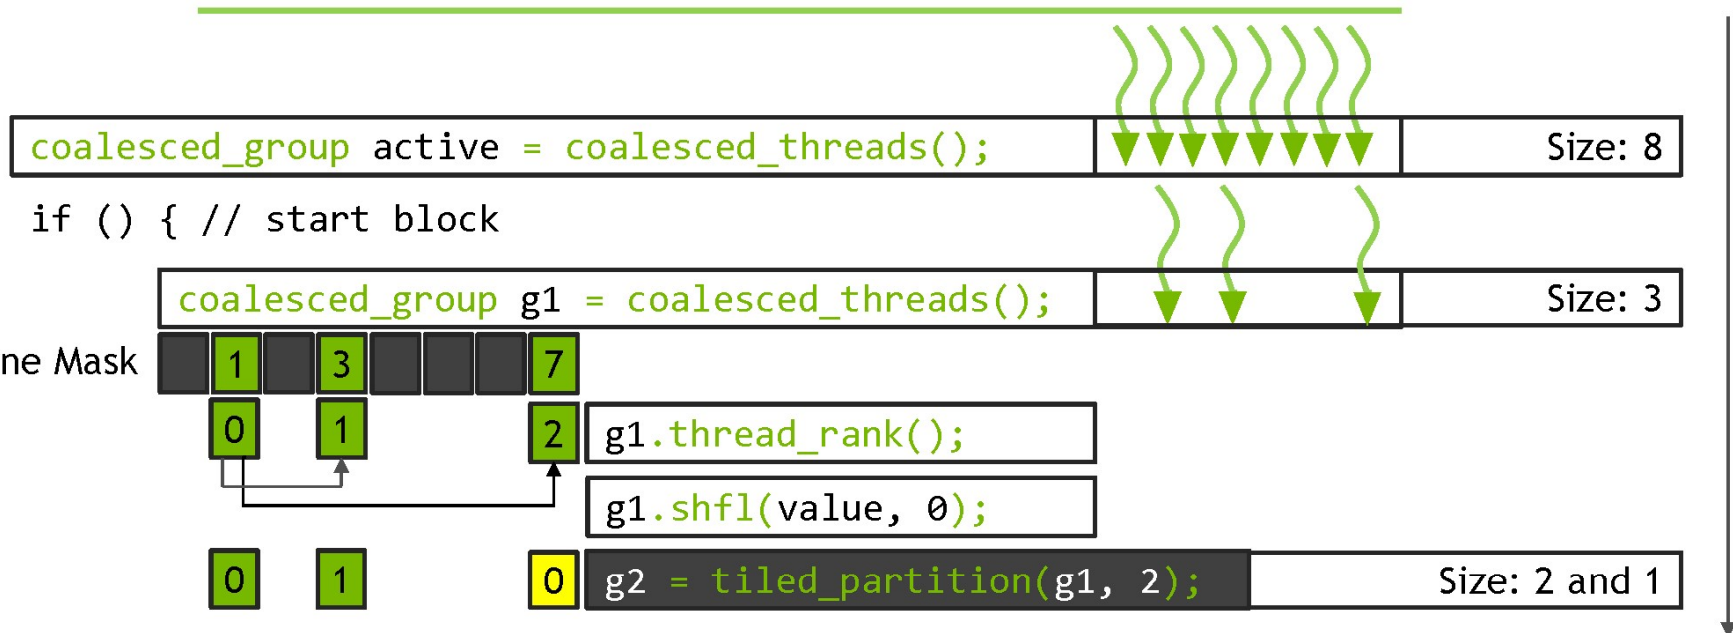 coalesced_group active = coalesced_threads(); Size: 8
if () { // start block
coalesced_group g1 = coalesced_threads(); Size: 3
ne Mask 1 3 7
0 1 2 g1.thread_rank();
g1.shfl(value, 0);
0 1 0 g2 = tiled_partition(g1, 2); Size: 2 and 1